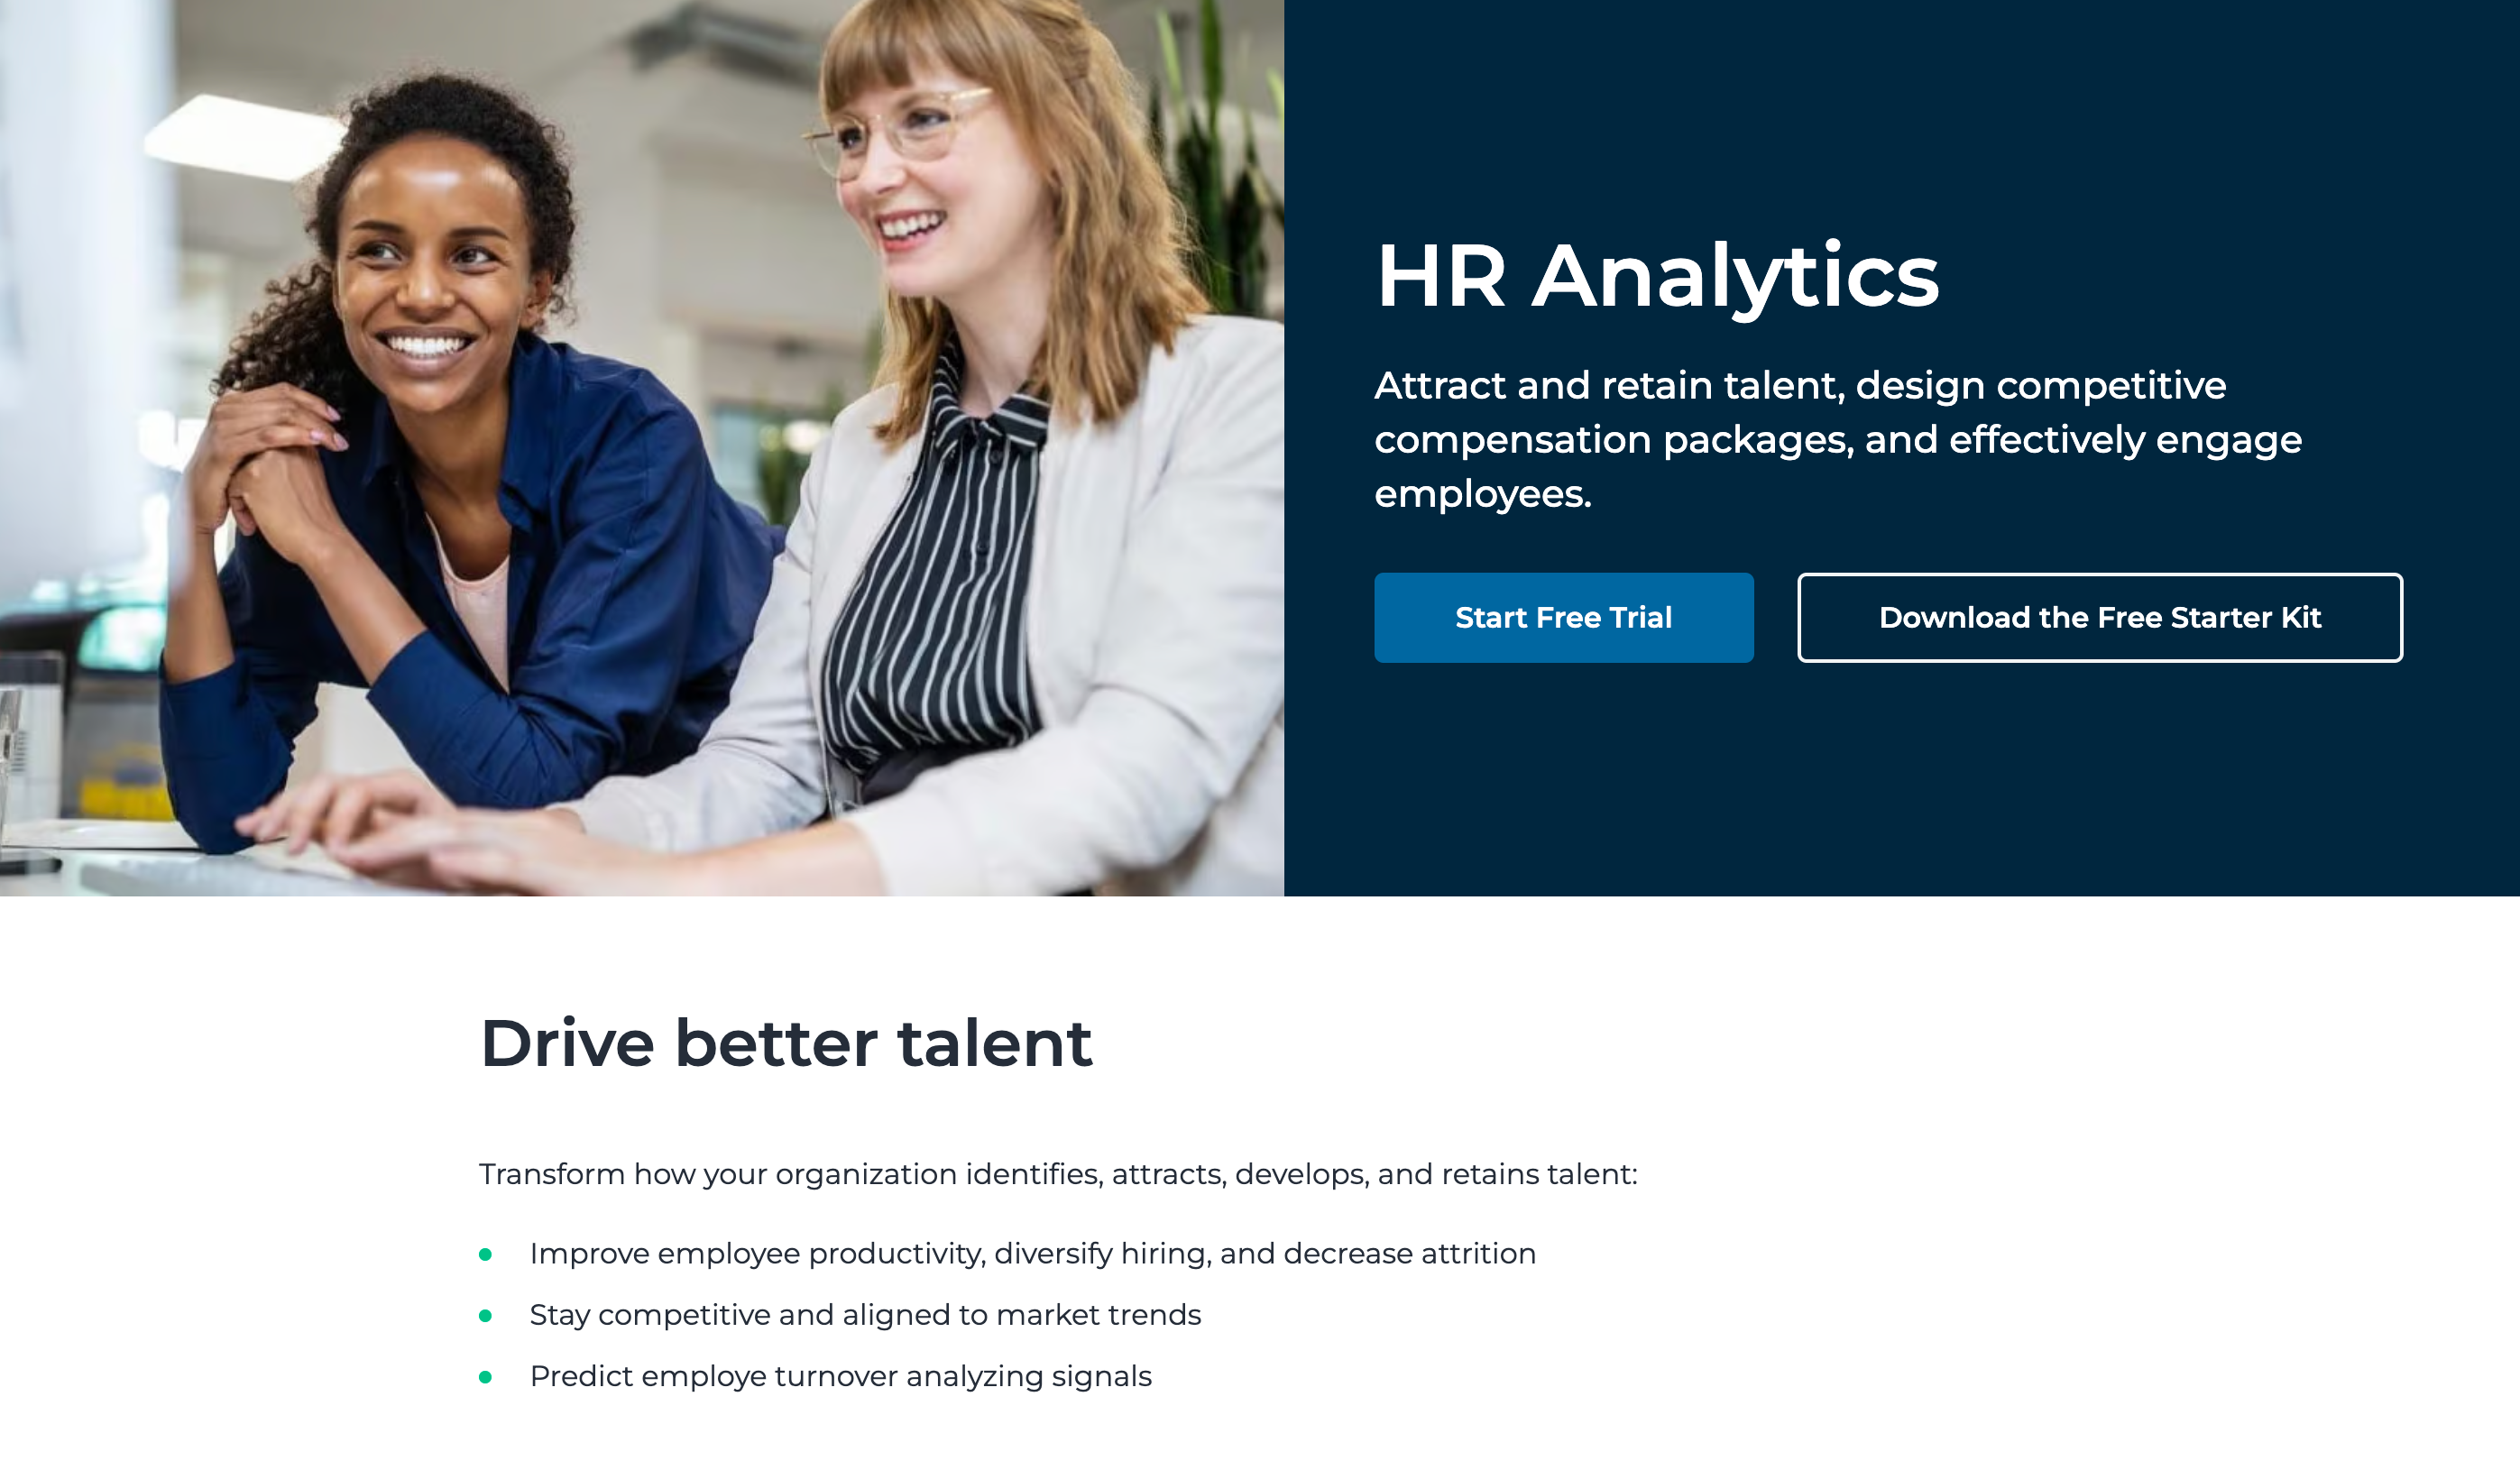 HR Analytics
Attract and retain talent, design competitive
compensation packages, and effectively engage
employees.
Start Free Trial
Download the Free Starter Kit
Drive better talent
Transform how your organization identifies, attracts, develops, and retains talent:
Improve employee productivity, diversify hiring, and decrease attrition
Stay competitive and aligned to market trends
Predict employe turnover analyzing signals